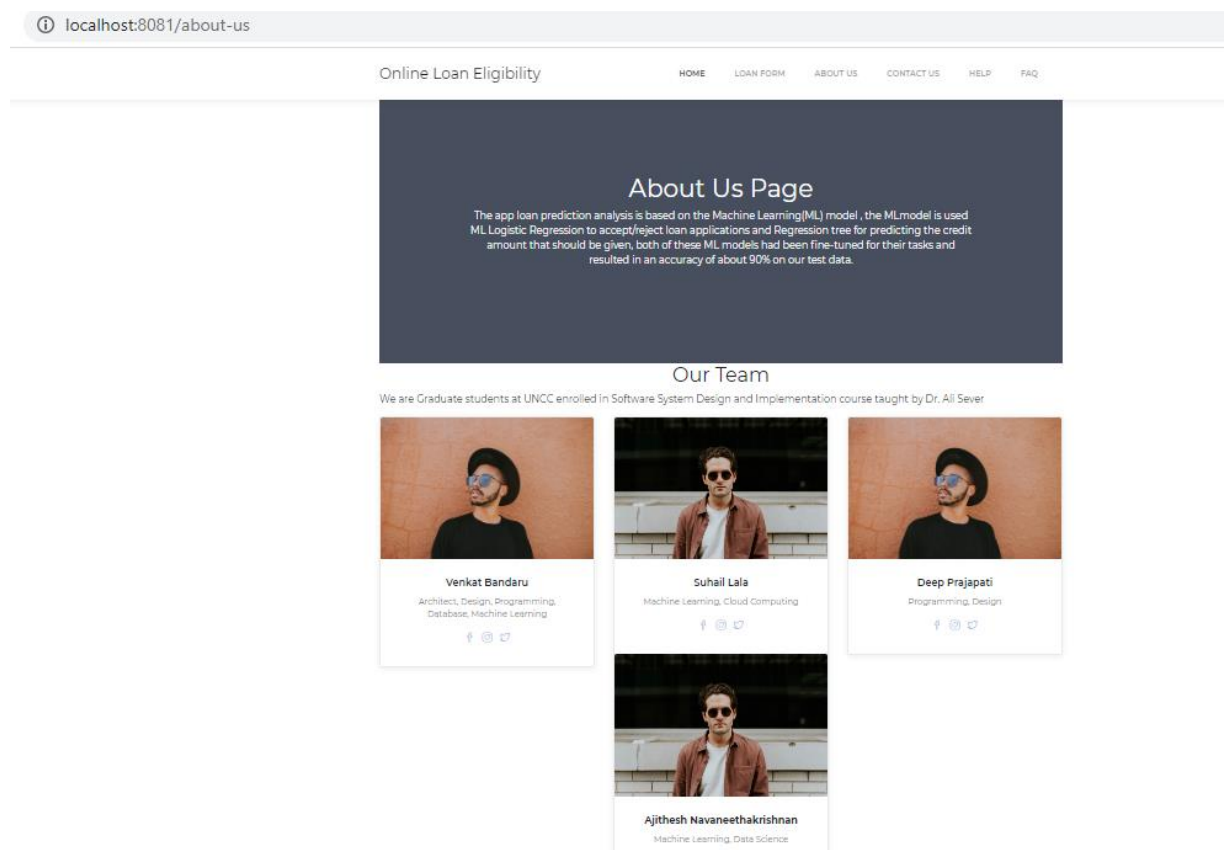 localhost:8081/about-us
Online Loan Eligibility
HOME LOAN FORM ABOUT US CONTACT US HELP FAQ
About Us Page
The app loan prediction analysis is based on the Machine Learning(ML) model , the MLmodel is used
ML Logistic Regression to accept/reject loan applications and Regression tree for predicting the credit
amount that should be given, both of these ML models had been fine-tuned for their tasks and
resulted in an accuracy of about 90% on our test data.
Our Team
We are Graduate students at UNCC enrolled in Software System Design and Implementation course taught by Dr. Ali Sever
Venkat Bandaru
Architect, Design, Programming,
Database, Machine Learning
Suhail Lala
Machine Learning, Cloud Computing
Deep Prajapati
Programming, Design
Ajithesh Navaneethakrishnan
Machine Learning, Data Science